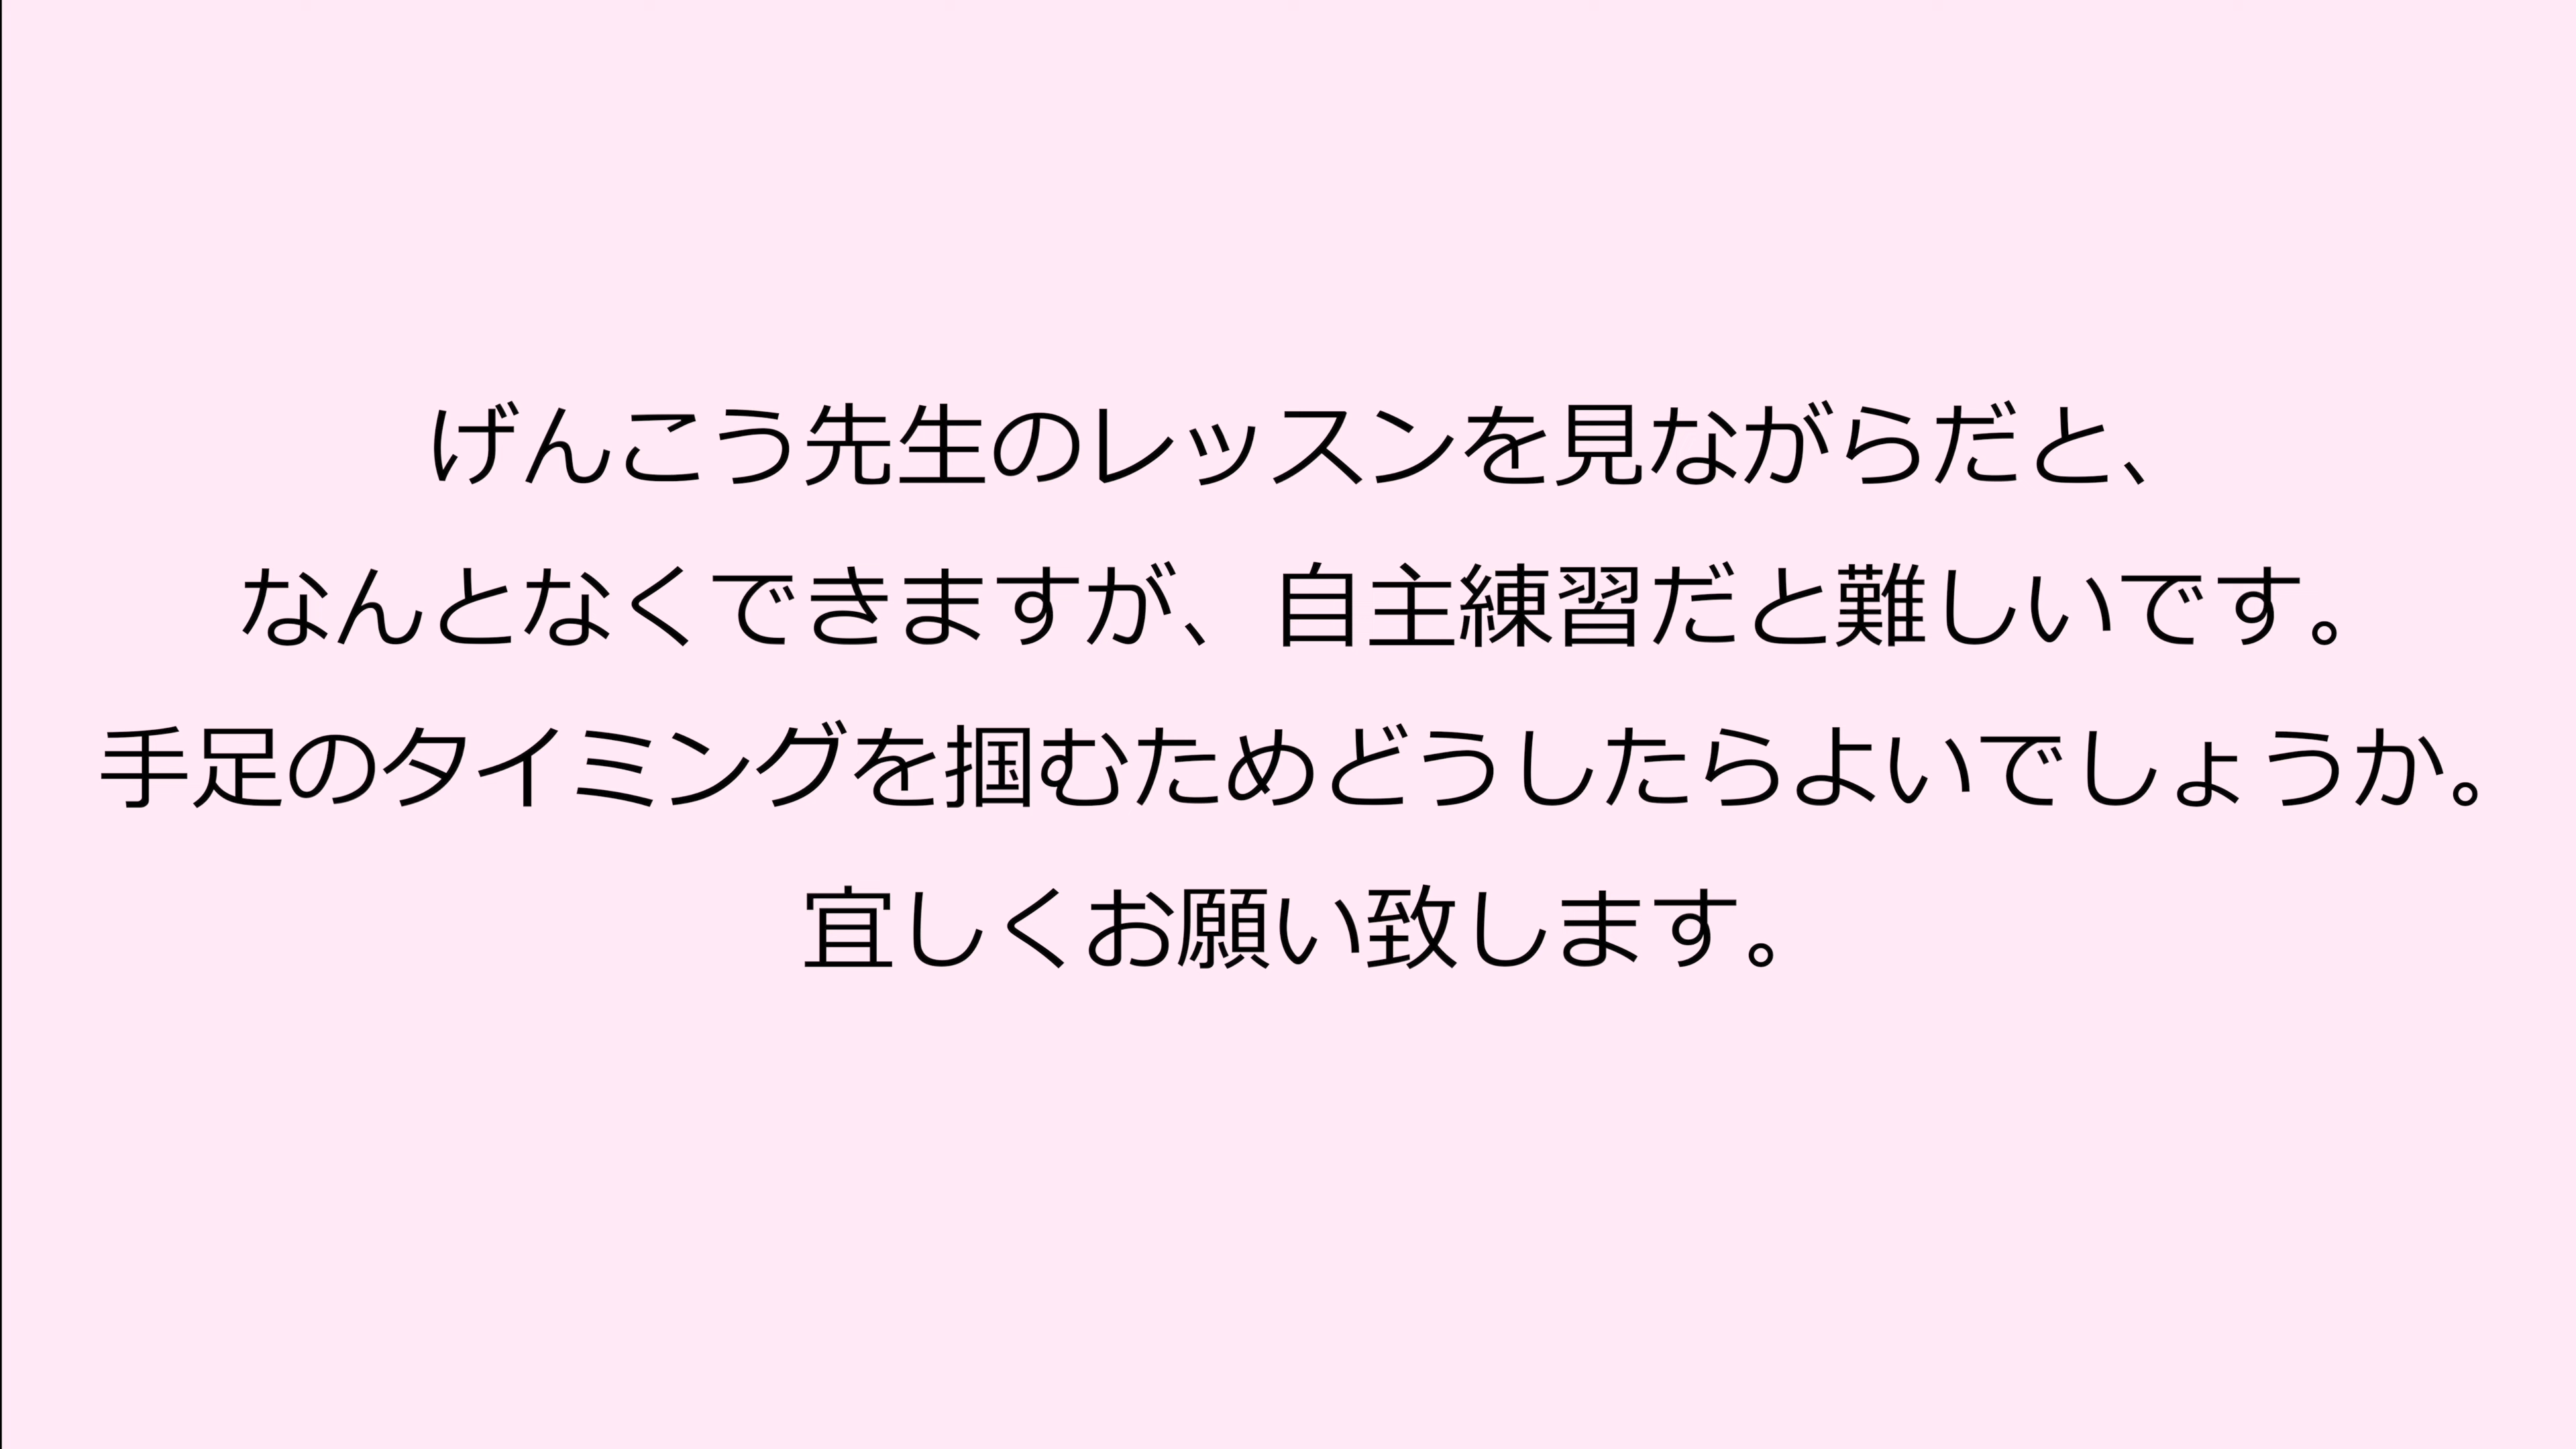 げんこう先生のレッスンを見ながらだと、
なんとなくできますが、自主練習だと難しいです。
手足のタイミングを掴むためどうしたらよいでしょうか。
宜しくお願い致します。